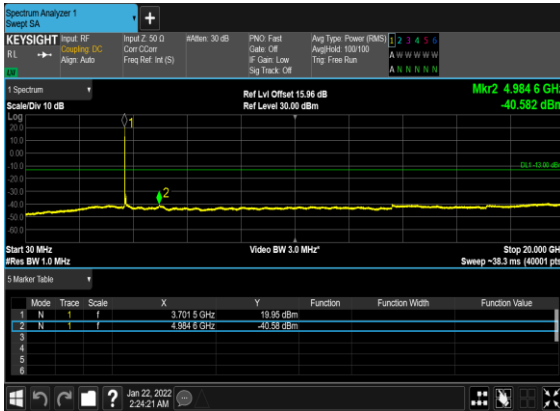 Spectrum Analyzer 1
Swept SA
+
KEYSIGHT
RL
Input: RF
Coupling: DC
Align: Auto
Input Z: 50 Ω
Corr CCorr
Freq Ref: Int (S)
#Atten: 30 dB
PNO: Fast
Gate: Off
IF Gain: Low
Sig Track: Off
Avg Type: Power (RMS)
Avg|Hold: 100/100
Trig: Free Run
1 2 3 4 5 6
A W W W W W
A N N N N N
1 Spectrum
Scale/Div 10 dB
Ref Lvl Offset 15.96 dB
Ref Level 30.00 dBm
Mkr2 4.984 6 GHz
-40.582 dBm
Log
20.0
10.0
0.00
-10.0
-20.0
-30.0
-40.0
-50.0
-60.0
1
2
DL1 -13.00 dBm
Start 30 MHz
#Res BW 1.0 MHz
Video BW 3.0 MHz*
Stop 20.000 GHz
Sweep ~38.3 ms (40001 pts)
5 Marker Table
Mode Trace Scale X Y Function Function Width Function Value
1 N 1 f 3.701 5 GHz 19.95 dBm
2 N 1 f 4.984 6 GHz -40.58 dBm
3
4
5
6
?
Jan 22, 2022
2:24:21 AM